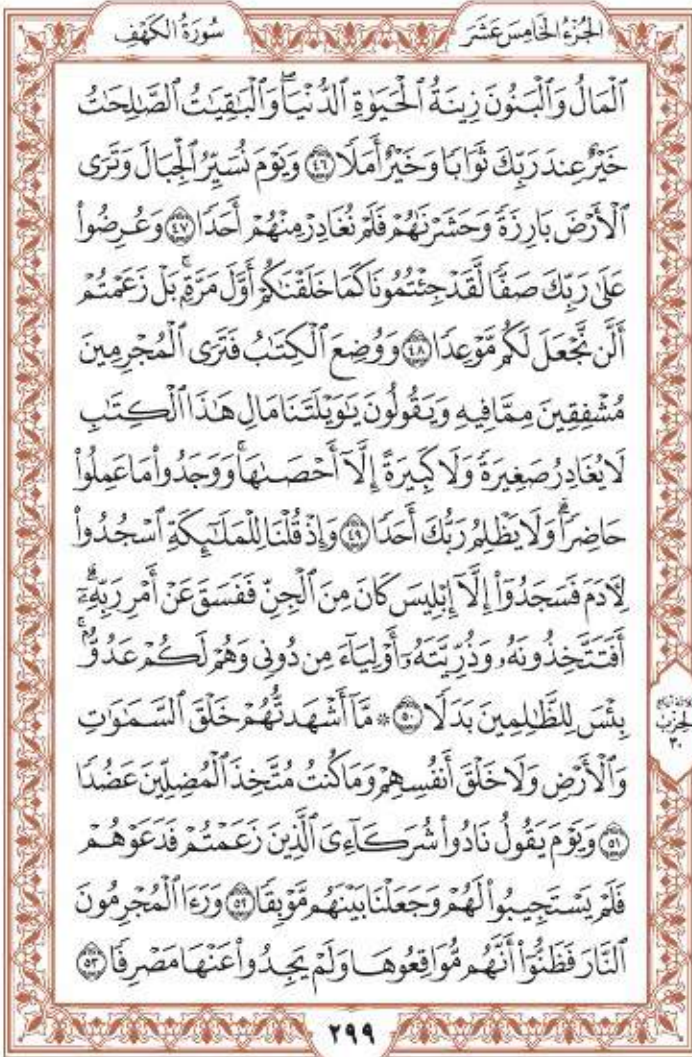 الجُزْءُ الخَامِسَ عَشَرَ
سُورَةُ الكَهْفِ
ٱلْمَالُ وَٱلْبَنُونَ زِينَةُ ٱلْحَيَوٰةِ ٱلدُّنْيَاۖ وَٱلْبَٰقِيَٰتُ ٱلصَّٰلِحَٰتُ
خَيْرٌ عِندَ رَبِّكَ ثَوَابًا وَخَيْرٌ أَمَلًا ٤٦ وَيَوْمَ نُسَيِّرُ ٱلْجِبَالَ وَتَرَى
ٱلْأَرْضَ بَارِزَةً وَحَشَرْنَٰهُمْ فَلَمْ نُغَادِرْ مِنْهُمْ أَحَدًا ٤٧ وَعُرِضُوا۟
عَلَىٰ رَبِّكَ صَفًّا لَّقَدْ جِئْتُمُونَا كَمَا خَلَقْنَٰكُمْ أَوَّلَ مَرَّةٍۭۚ بَلْ زَعَمْتُمْ
أَلَّن نَّجْعَلَ لَكُم مَّوْعِدًا ٤٨ وَوُضِعَ ٱلْكِتَٰبُ فَتَرَى ٱلْمُجْرِمِينَ
مُشْفِقِينَ مِمَّا فِيهِ وَيَقُولُونَ يَٰوَيْلَتَنَا مَالِ هَٰذَا ٱلْكِتَٰبِ
لَا يُغَادِرُ صَغِيرَةً وَلَا كَبِيرَةً إِلَّآ أَحْصَىٰهَاۚ وَوَجَدُوا۟ مَا عَمِلُوا۟
حَاضِرًاۗ وَلَا يَظْلِمُ رَبُّكَ أَحَدًا ٤٩ وَإِذْ قُلْنَا لِلْمَلَٰٓئِكَةِ ٱسْجُدُوا۟
لِءَادَمَ فَسَجَدُوٓا۟ إِلَّآ إِبْلِيسَ كَانَ مِنَ ٱلْجِنِّ فَفَسَقَ عَنْ أَمْرِ رَبِّهِۦٓۗ
أَفَتَتَّخِذُونَهُۥ وَذُرِّيَّتَهُۥٓ أَوْلِيَآءَ مِن دُونِى وَهُمْ لَكُمْ عَدُوٌّۢۚ
بِئْسَ لِلظَّٰلِمِينَ بَدَلًا ٥٠ ۞ مَّآ أَشْهَدتُّهُمْ خَلْقَ ٱلسَّمَٰوَٰتِ
وَٱلْأَرْضِ وَلَا خَلْقَ أَنفُسِهِمْ وَمَا كُنتُ مُتَّخِذَ ٱلْمُضِلِّينَ عَضُدًا
٥١ وَيَوْمَ يَقُولُ نَادُوا۟ شُرَكَآءِىَ ٱلَّذِينَ زَعَمْتُمْ فَدَعَوْهُمْ
فَلَمْ يَسْتَجِيبُوا۟ لَهُمْ وَجَعَلْنَا بَيْنَهُم مَّوْبِقًا ٥٢ وَرَءَا ٱلْمُجْرِمُونَ
ٱلنَّارَ فَظَنُّوٓا۟ أَنَّهُم مُّوَاقِعُوهَا وَلَمْ يَجِدُوا۟ عَنْهَا مَصْرِفًا ٥٣
الحِزْبُ
٣٠
٢٩٩